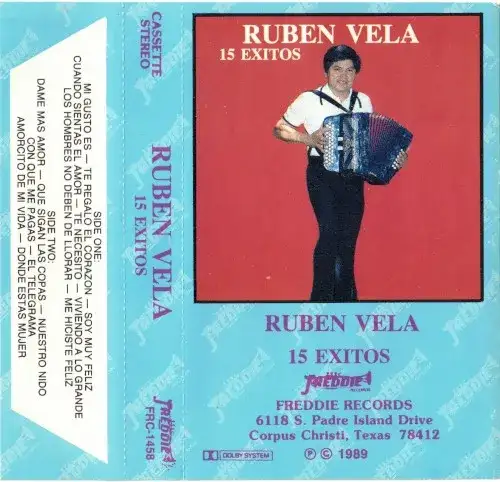 SIDE ONE:
MI GUSTO ES — TE REGALO EL CORAZON — SOY MUY FELIZ
CUANDO SIENTAS EL AMOR — TE NECESITO — VIVIENDO A LO GRANDE
LOS HOMBRES NO DEBEN DE LLORAR — ME HICISTE FELIZ
SIDE TWO:
DAME MAS AMOR — QUE SIGAN LAS COPAS — NUESTRO NIDO
CON QUE ME PAGAS — EL TELEGRAMA
AMORCITO DE MI VIDA — DONDE ESTAS MUJER
CASSETTE
STEREO
RUBEN VELA
15 EXITOS
FREDDIE
FRC-1458
RUBEN VELA
15 EXITOS
RUBEN VELA
15 EXITOS
FREDDIE
RECORDS
FREDDIE RECORDS
6118 S. Padre Island Drive
Corpus Christi, Texas 78412
DOLBY SYSTEM
Ⓟ © 1989